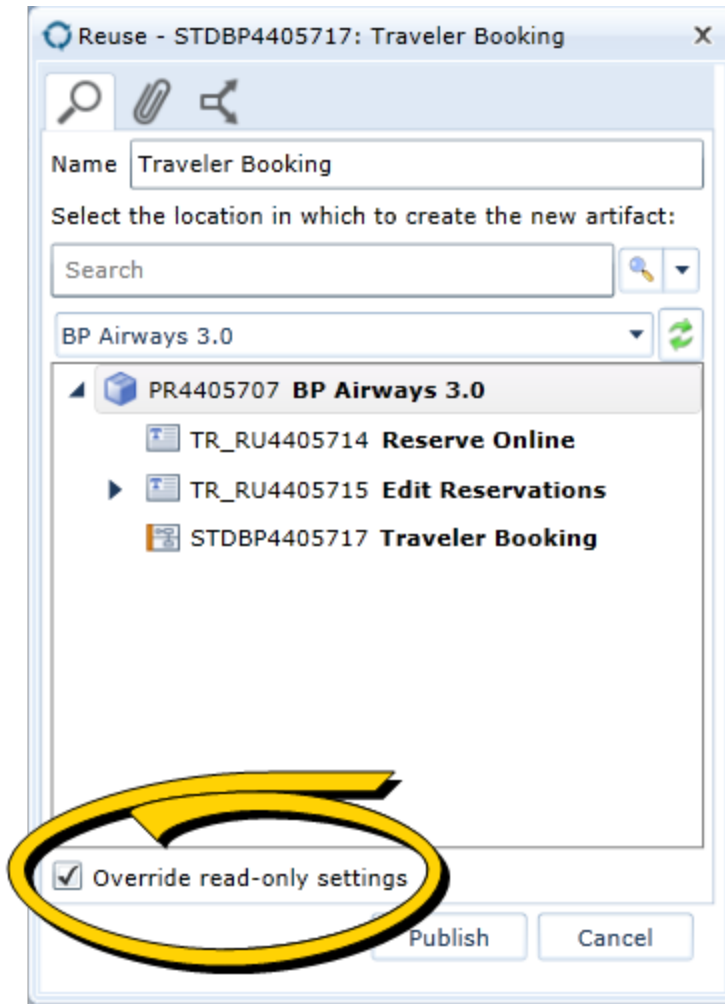 Reuse - STDBP4405717: Traveler Booking
Name Traveler Booking
Select the location in which to create the new artifact:
Search
BP Airways 3.0
PR4405707 BP Airways 3.0
TR_RU4405714 Reserve Online
TR_RU4405715 Edit Reservations
STDBP4405717 Traveler Booking
Override read-only settings
Publish Cancel